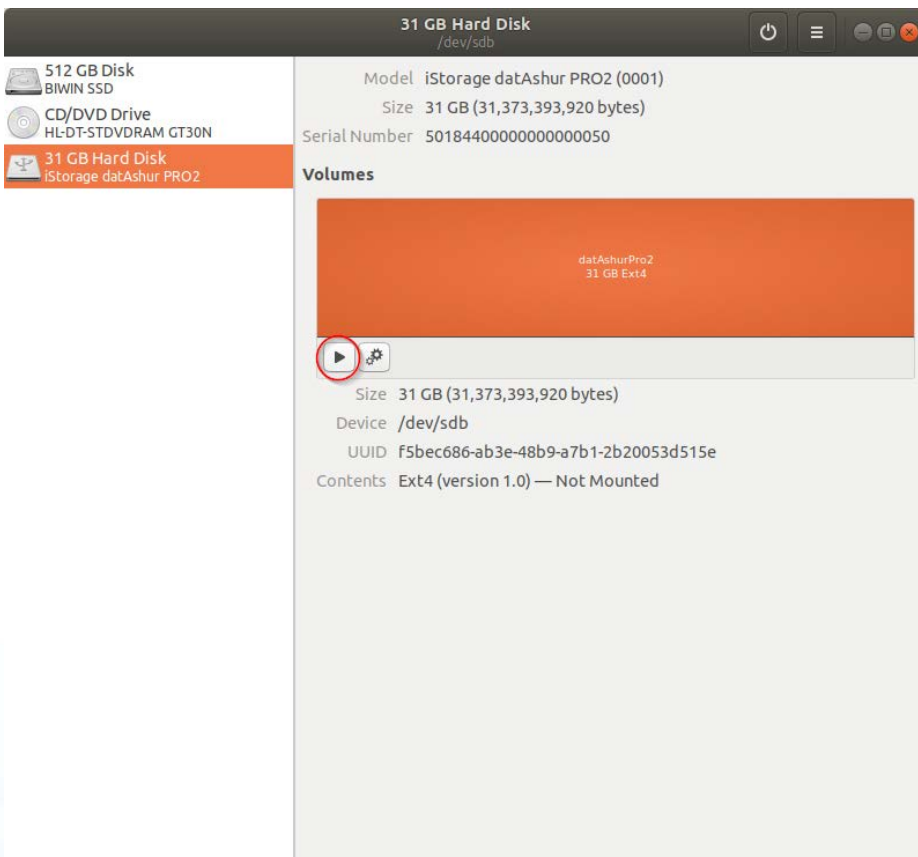 31 GB Hard Disk
/dev/sdb
512 GB Disk
BIWIN SSD
CD/DVD Drive
HL-DT-STDVDRAM GT30N
31 GB Hard Disk
iStorage datAshur PRO2
Model iStorage datAshur PRO2 (0001)
Size 31 GB (31,373,393,920 bytes)
Serial Number 50184400000000000050
Volumes
datAshurPro2
31 GB Ext4
Size 31 GB (31,373,393,920 bytes)
Device /dev/sdb
UUID f5bec686-ab3e-48b9-a7b1-2b20053d515e
Contents Ext4 (version 1.0) — Not Mounted